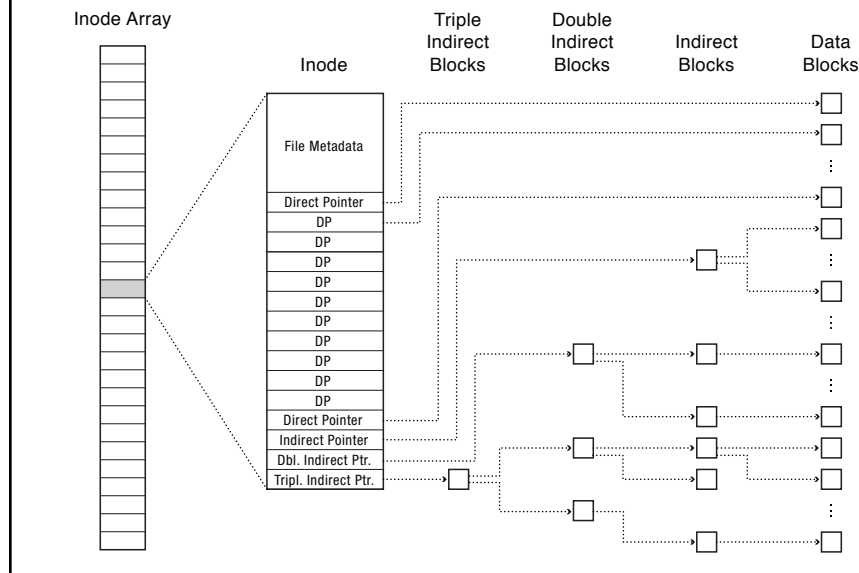 Inode Array
Inode
Triple
Indirect
Blocks
Double
Indirect
Blocks
Indirect
Blocks
Data
Blocks
File Metadata
Direct Pointer
DP
DP
DP
DP
DP
DP
DP
DP
DP
DP
Direct Pointer
Indirect Pointer
Dbl. Indirect Ptr.
Tripl. Indirect Ptr.